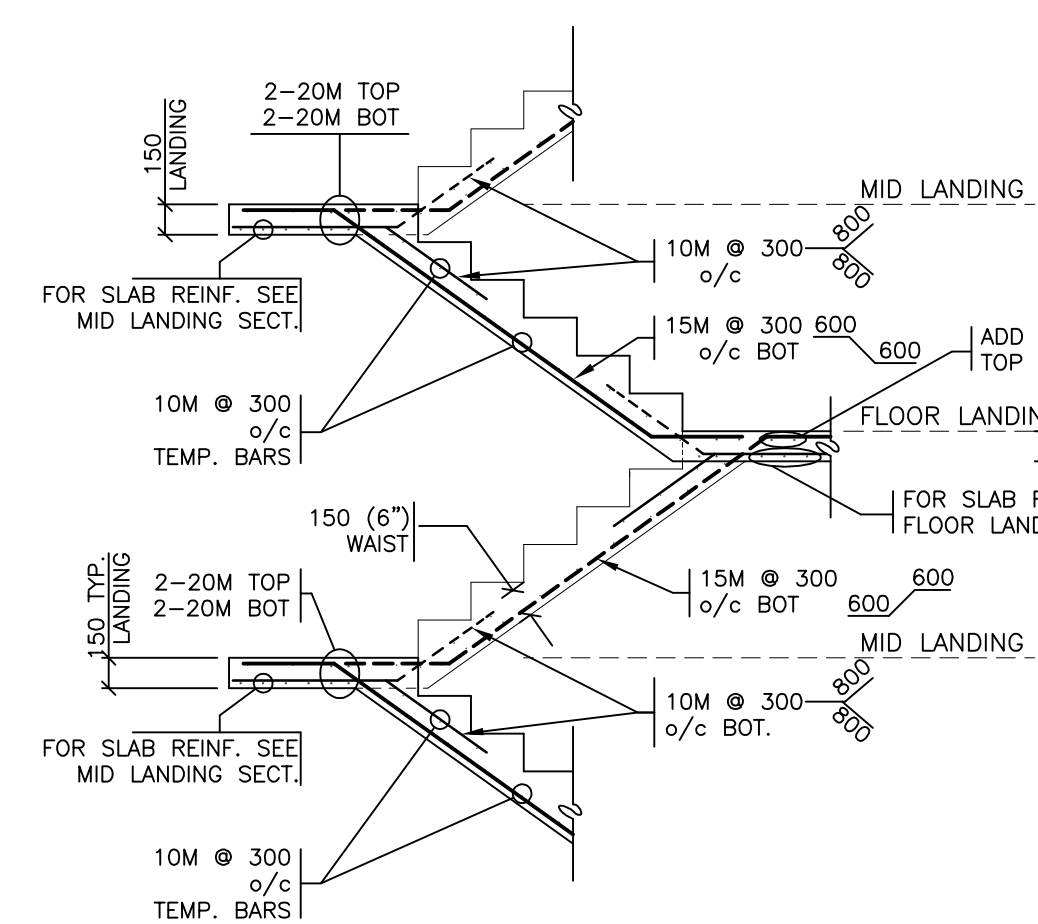 2-20M TOP
2-20M BOT
150
LANDING
MID LANDING
10M @ 300
o/c
800
800
FOR SLAB REINF. SEE
MID LANDING SECT.
15M @ 300
o/c BOT
600
600
ADD
TOP
10M @ 300
o/c
TEMP. BARS
FLOOR LANDIN
150 (6")
WAIST
FOR SLAB
FLOOR LAND
150 TYP.
LANDING
2-20M TOP
2-20M BOT
15M @ 300
o/c BOT
600
600
MID LANDING
10M @ 300
o/c BOT.
800
800
FOR SLAB REINF. SEE
MID LANDING SECT.
10M @ 300
o/c
TEMP. BARS